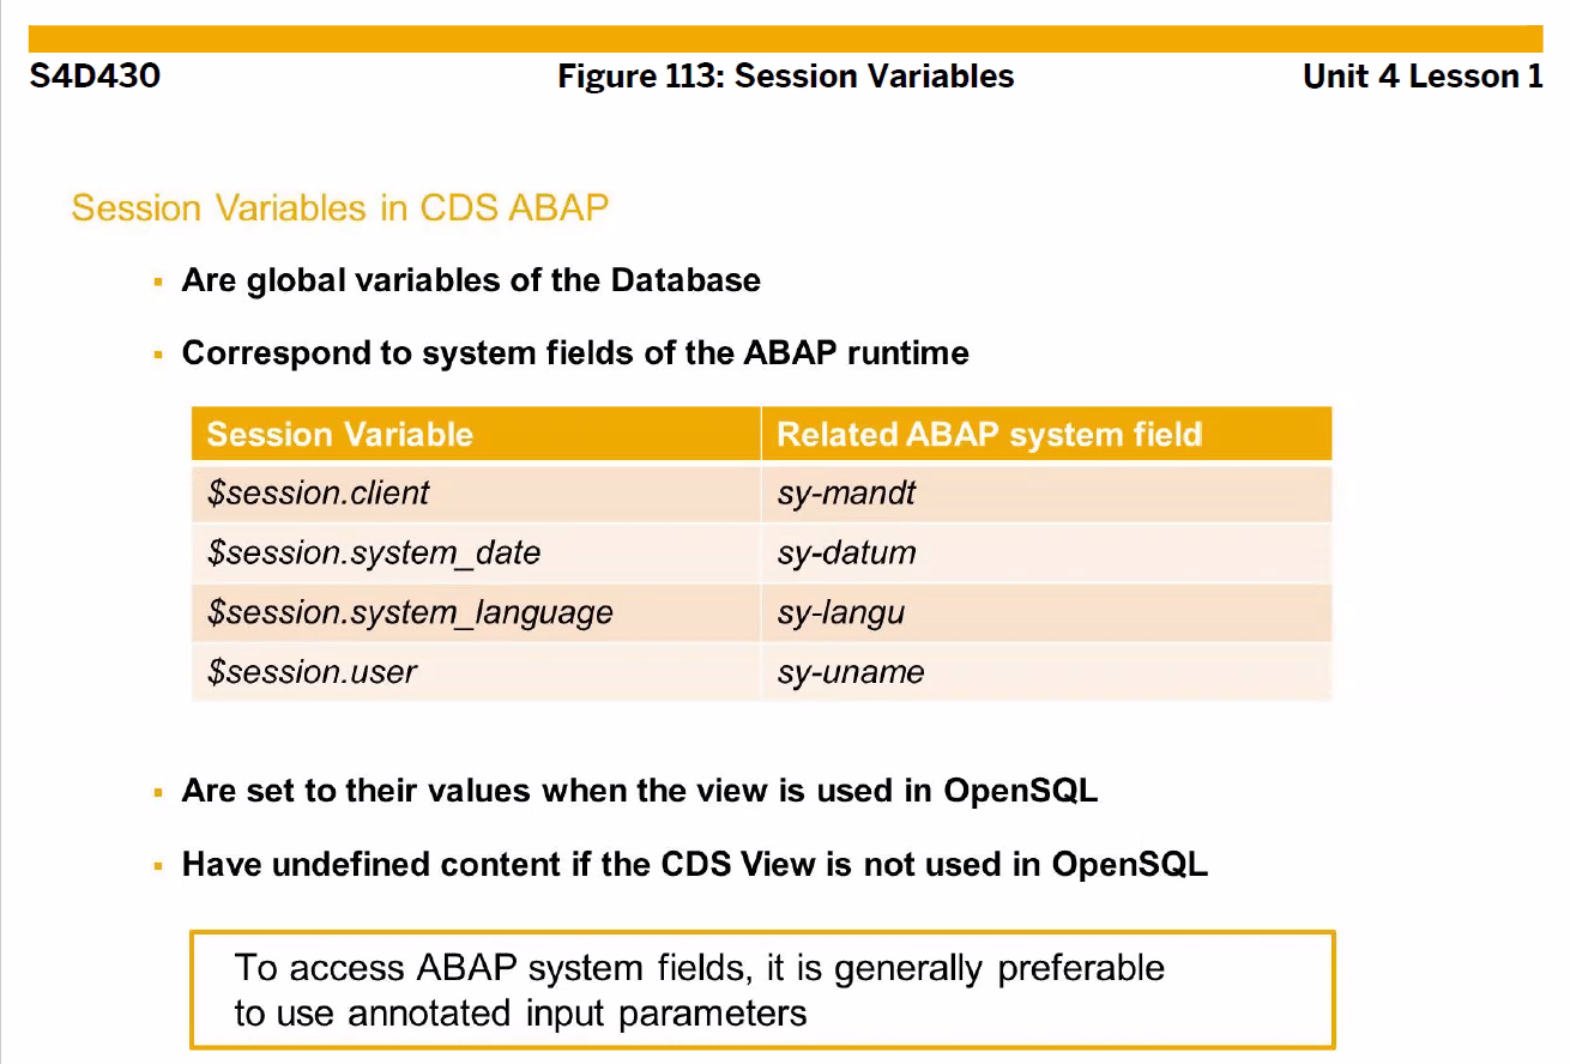 S4D430 Figure 113: Session Variables Unit 4 Lesson 1
Session Variables in CDS ABAP
▪ Are global variables of the Database
▪ Correspond to system fields of the ABAP runtime
Session Variable Related ABAP system field
$session.client sy-mandt
$session.system_date sy-datum
$session.system_language sy-langu
$session.user sy-uname
▪ Are set to their values when the view is used in OpenSQL
▪ Have undefined content if the CDS View is not used in OpenSQL
To access ABAP system fields, it is generally preferable
to use annotated input parameters